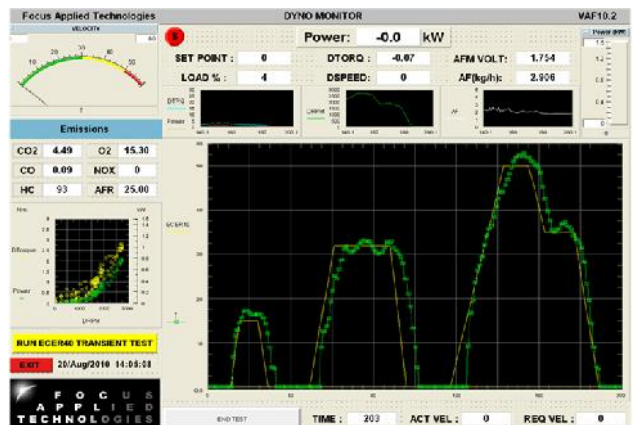 Focus Applied Technologies
DYNO MONITOR
VAF10.2
VELOCITY
Power: -0.0 kW
SET POINT : 0
DTORQ : -0.07
AFM VOLT: 1.754
LOAD % : 4
DSPEED: 0
AF(kg/h): 2.906
Emissions
CO2 4.49 O2 15.30
CO 0.09 NOX 0
HC 93 AFR 25.00
Power
AF
Power
RUN ECER40 TRANSIENT TEST
EXIT 20/Aug/2010 14:05:08
FOCUS
APPLIED
TECHNOLOGIES
END TEST
TIME : 203
ACT VEL : 0
REQ VEL : 0